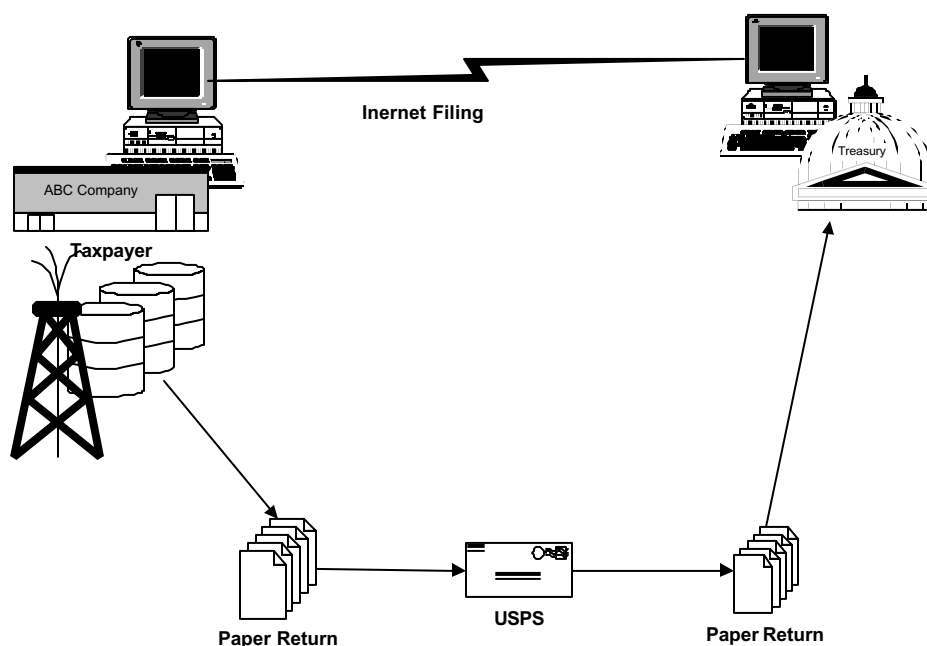 Inernet Filing
Treasury
ABC Company
Taxpayer
USPS
Paper Return
Paper Return